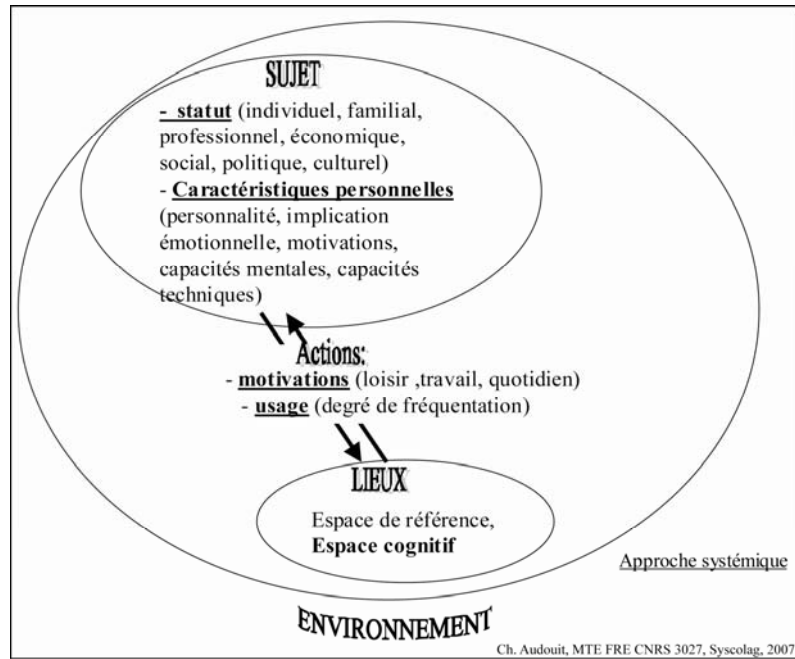 SUJET
- statut (individuel, familial,
professionnel, économique,
social, politique, culturel)
- Caractéristiques personnelles
(personnalité, implication
émotionnelle, motivations,
capacités mentales, capacités
techniques)
Actions:
- motivations (loisir ,travail, quotidien)
- usage (degré de fréquentation)
LIEUX
Espace de référence,
Espace cognitif
Approche systémique
ENVIRONNEMENT
Ch. Audouit, MTE FRE CNRS 3027, Syscolag, 2007